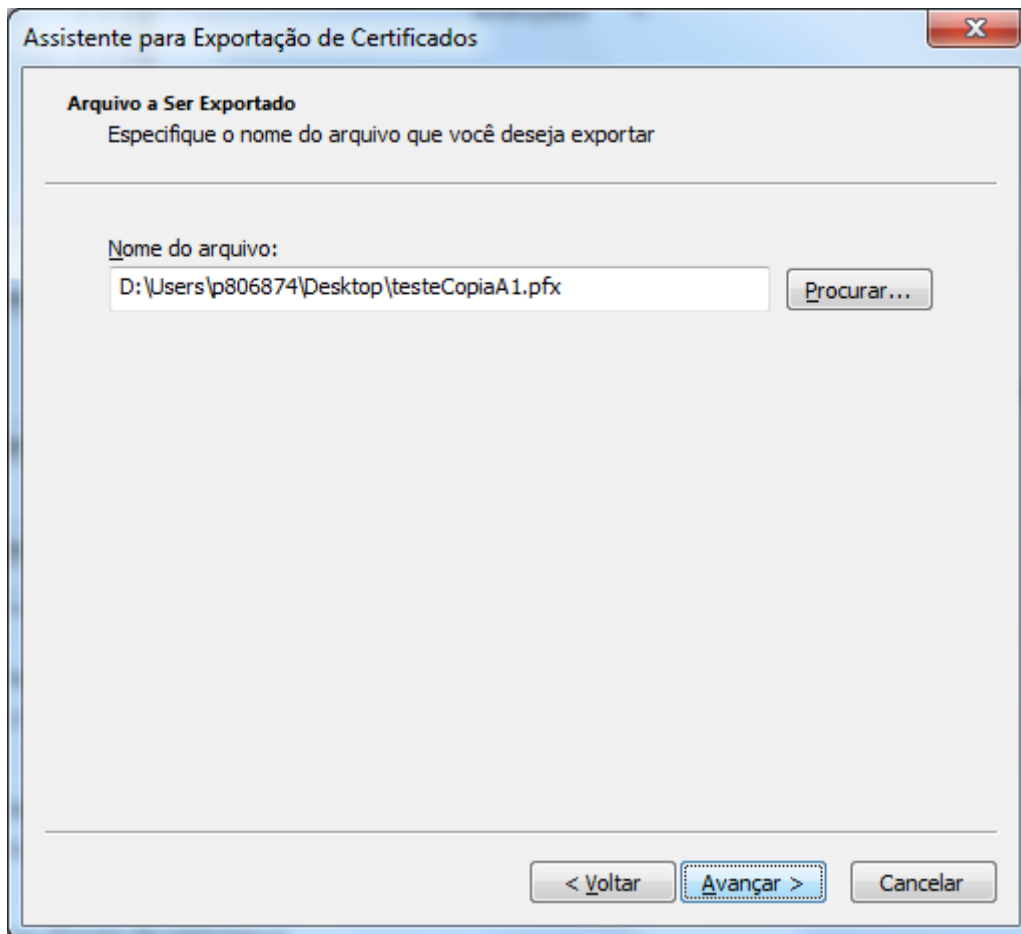 Assistente para Exportação de Certificados
Arquivo a Ser Exportado
Especifique o nome do arquivo que você deseja exportar
Nome do arquivo:
D:\Users\p806874\Desktop\testeCopiaA1.pfx
Procurar...
< Voltar
Avançar >
Cancelar